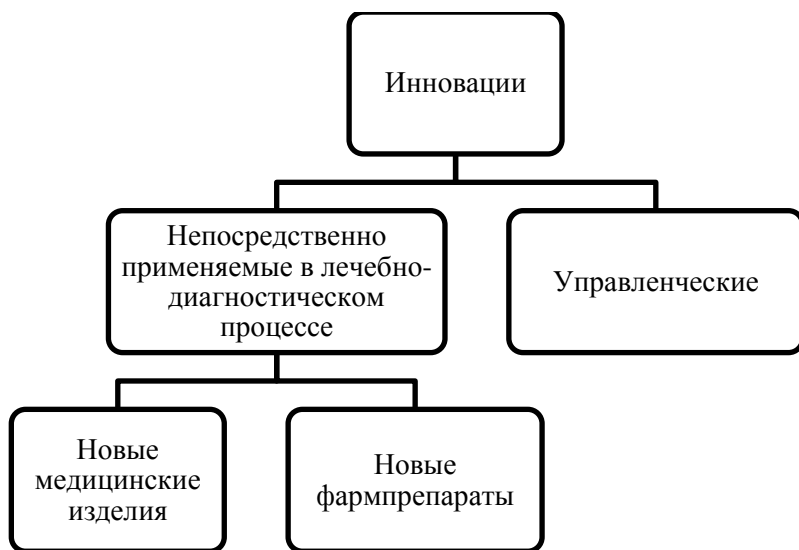 Инновации
Непосредственно
применяемые в лечебно-
диагностическом
процессе
Управленческие
Новые
медицинские
изделия
Новые
фармпрепараты